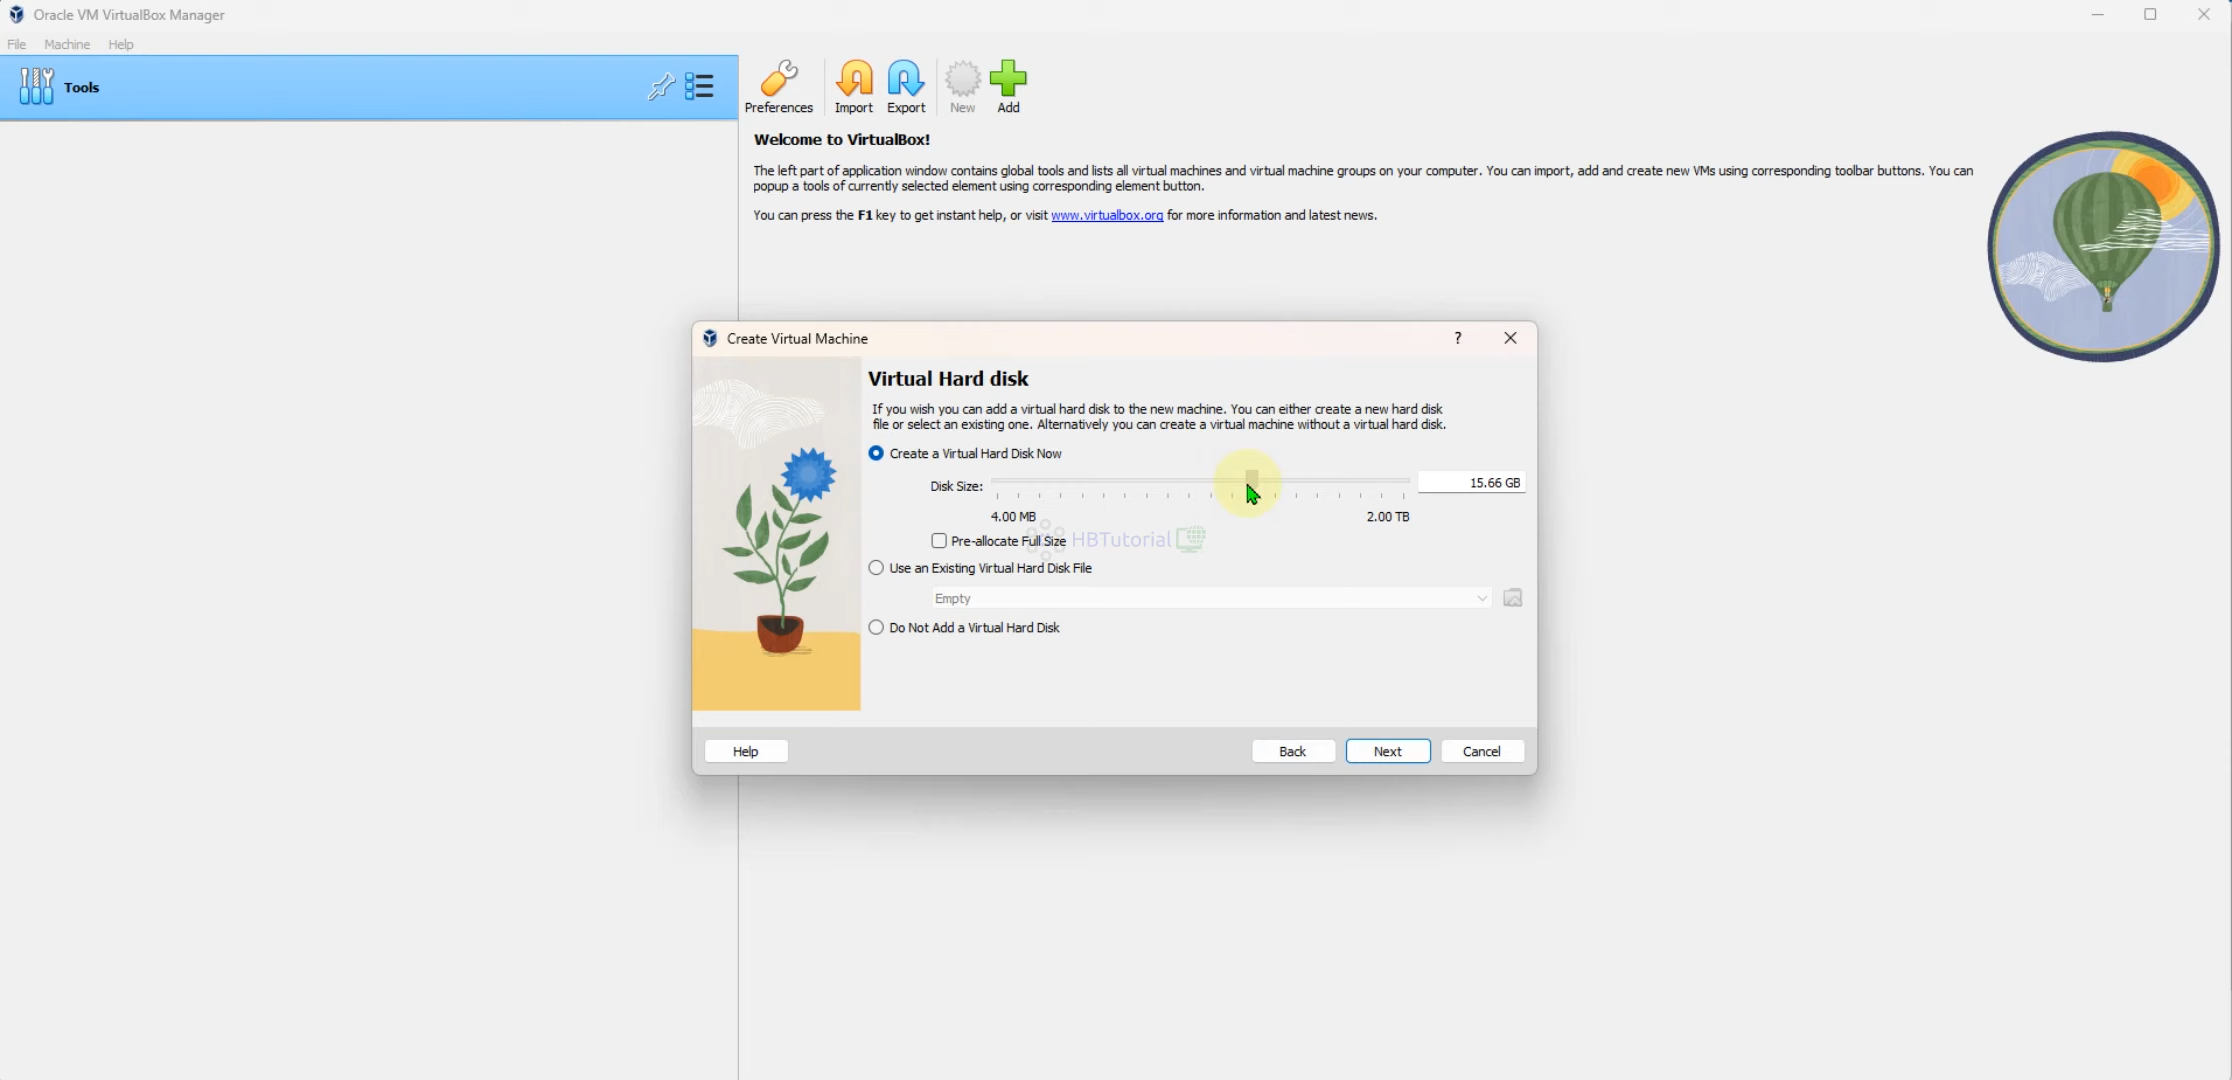 Oracle VM VirtualBox Manager
File Machine Help
Tools
Preferences Import Export New Add
Welcome to VirtualBox!
The left part of application window contains global tools and lists all virtual machines and virtual machine groups on your computer. You can import, add and create new VMs using corresponding toolbar buttons. You can
popup a tools of currently selected element using corresponding element button.
You can press the F1 key to get instant help, or visit www.virtualbox.org for more information and latest news.
Create Virtual Machine ?
Virtual Hard disk
If you wish you can add a virtual hard disk to the new machine. You can either create a new hard disk
file or select an existing one. Alternatively you can create a virtual machine without a virtual hard disk.
Create a Virtual Hard Disk Now
Disk Size: 15.66 GB
4.00 MB 2.00 TB
Pre-allocate Full Size
HBTutorial
Use an Existing Virtual Hard Disk File
Empty
Do Not Add a Virtual Hard Disk
Help Back Next Cancel